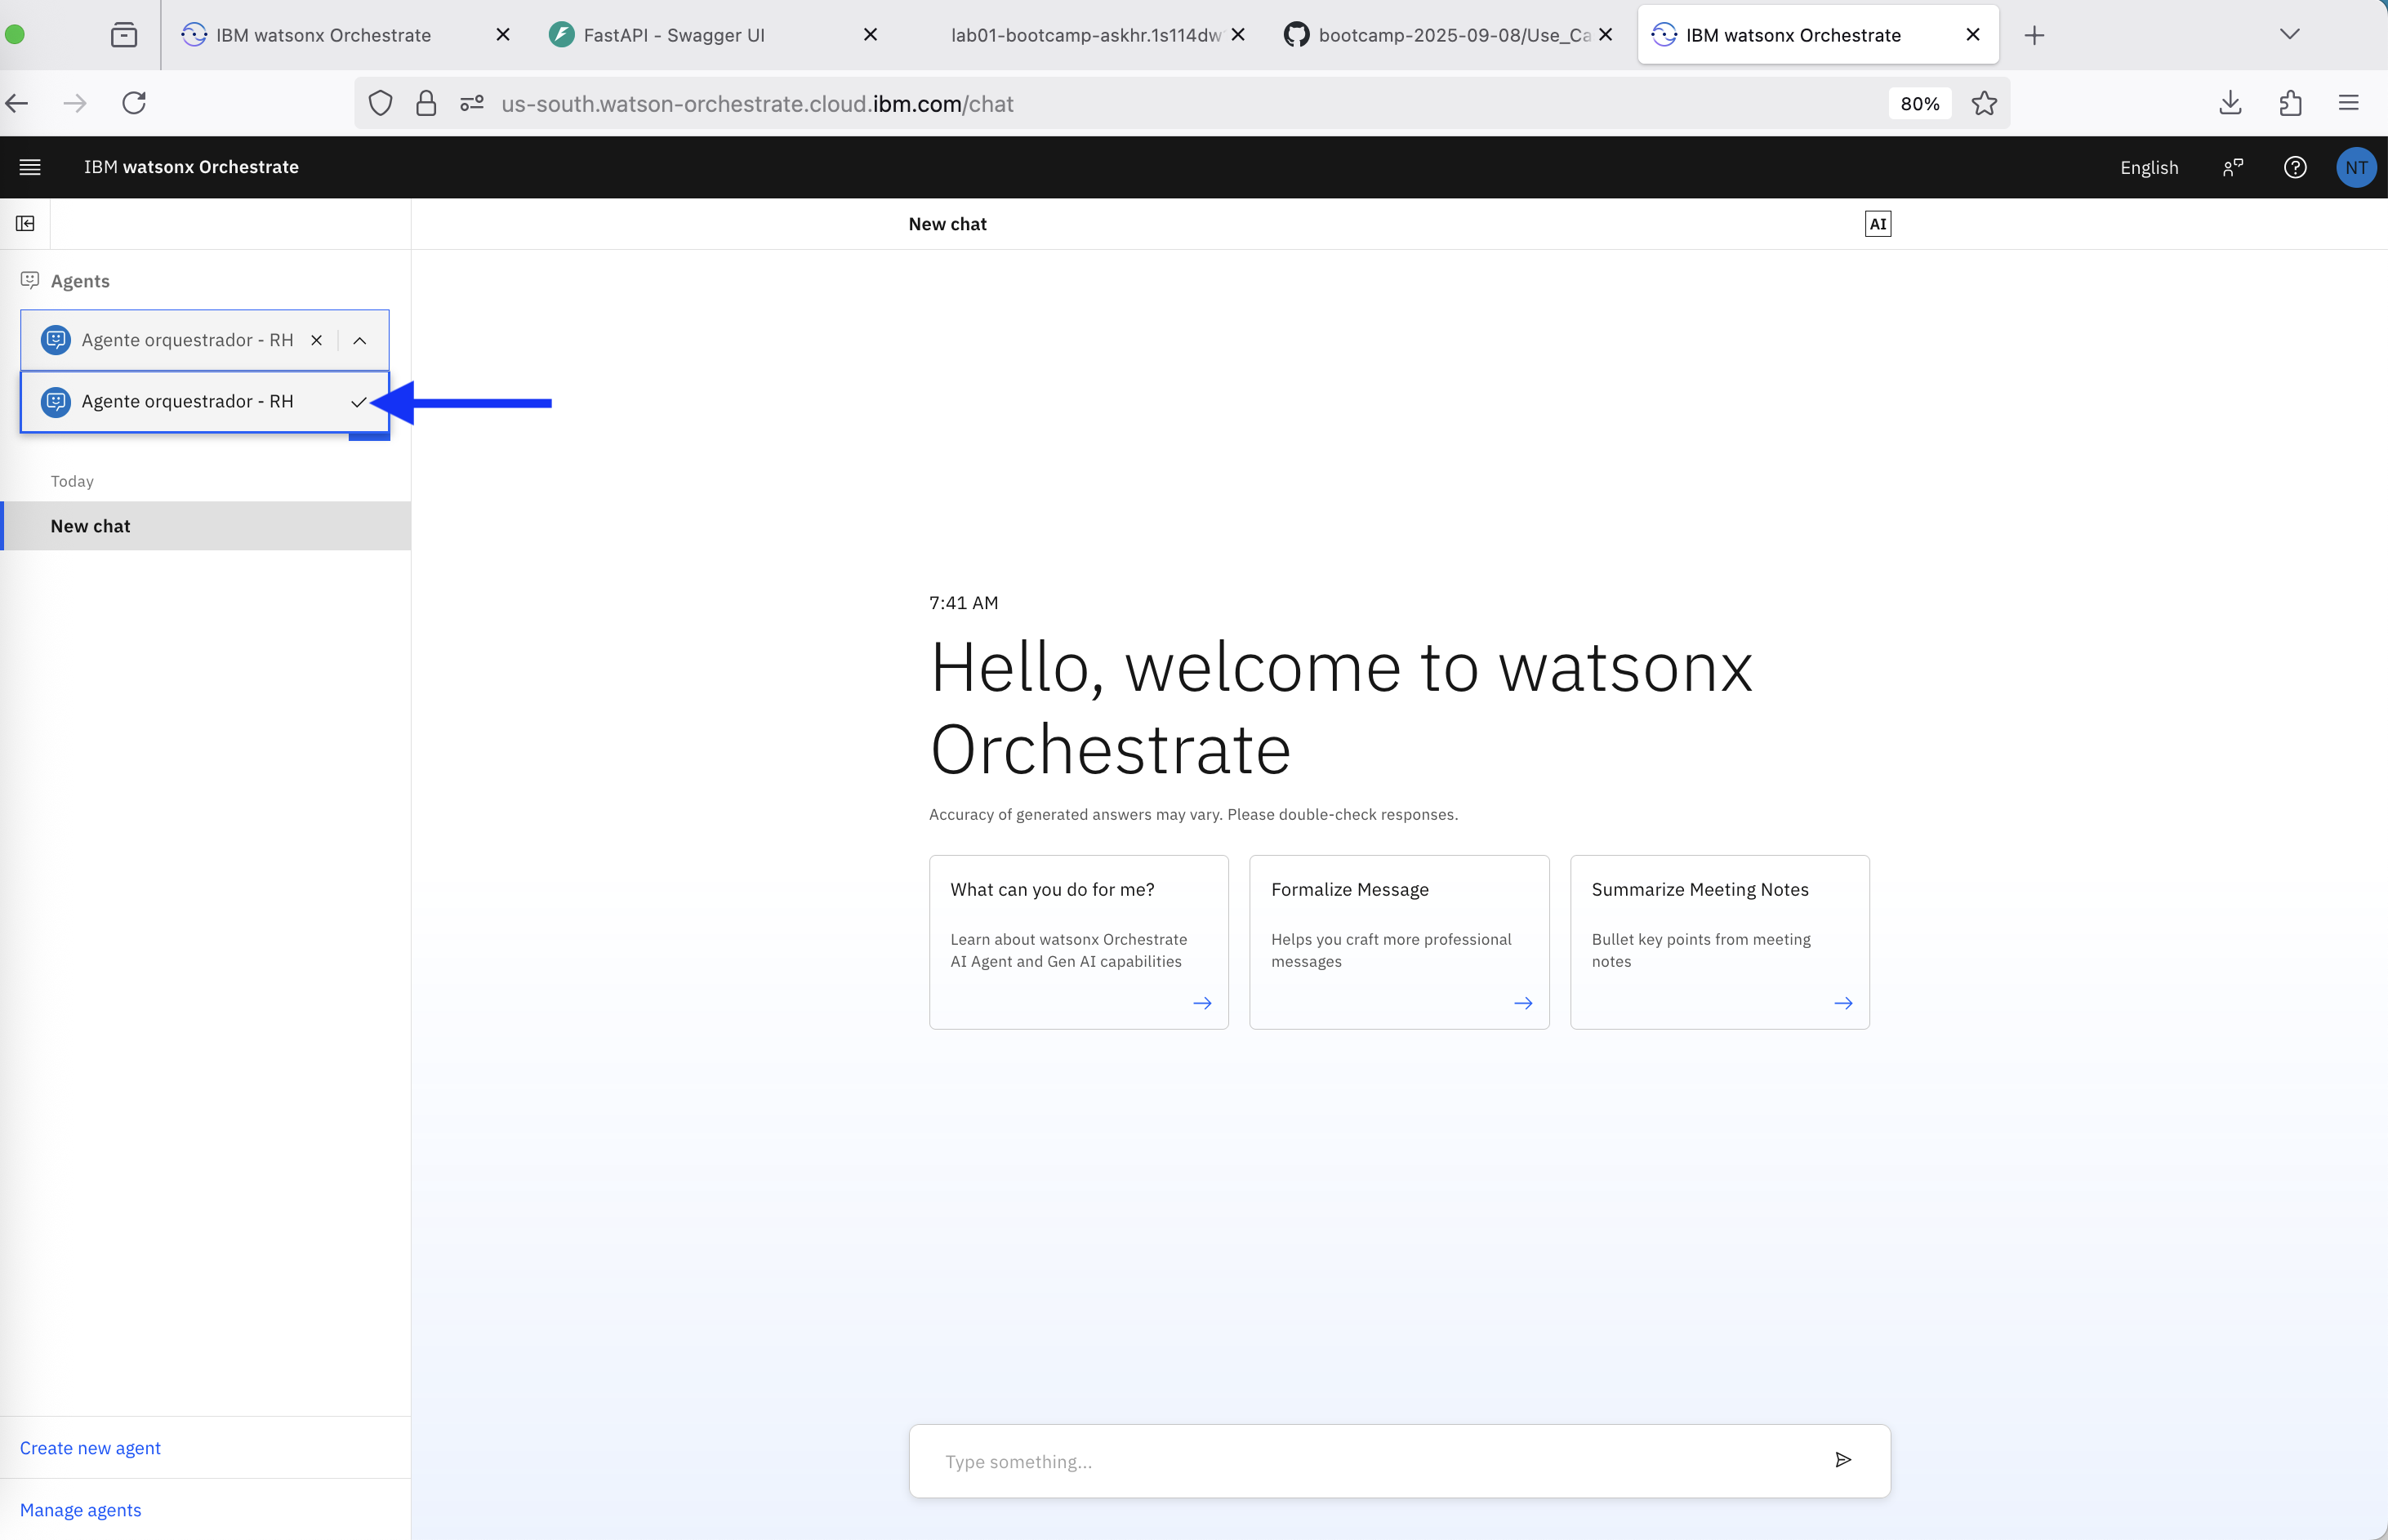 IBM watsonx Orchestrate
FastAPI - Swagger UI
lab01-bootcamp-askhr.1s114dw
bootcamp-2025-09-08/Use_Ca
IBM watsonx Orchestrate
us-south.watson-orchestrate.cloud.ibm.com/chat
80%
IBM watsonx Orchestrate
English
NT
New chat
AI
Agents
Agente orquestrador - RH
Agente orquestrador - RH
Today
New chat
7:41 AM
Hello, welcome to watsonx
Orchestrate
Accuracy of generated answers may vary. Please double-check responses.
What can you do for me?
Learn about watsonx Orchestrate
AI Agent and Gen AI capabilities
Formalize Message
Helps you craft more professional
messages
Summarize Meeting Notes
Bullet key points from meeting
notes
Type something...
Create new agent
Manage agents